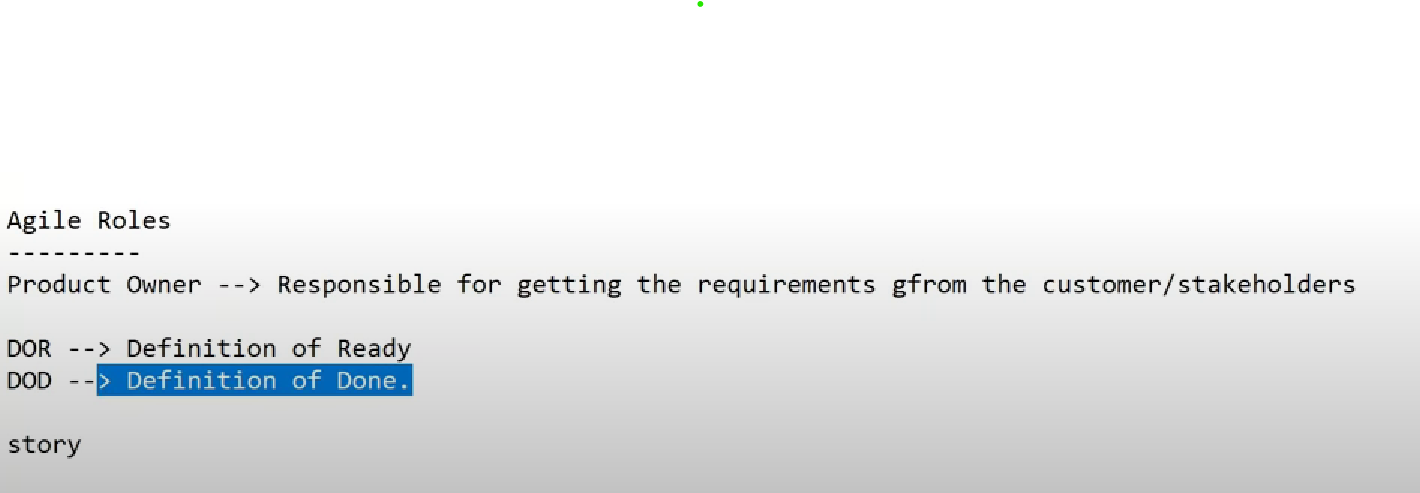 Agile Roles
---------
Product Owner --> Responsible for getting the requirements gfrom the customer/stakeholders
DOR --> Definition of Ready
DOD --> Definition of Done.
story